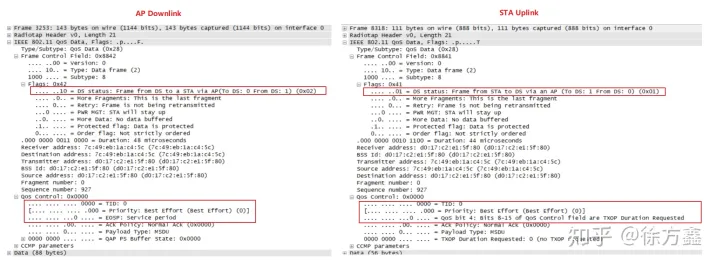 AP Downlink
Frame 3253: 143 bytes on wire (1144 bits), 143 bytes captured (1144 bits) on interface 0
Radiotap Header v0, Length 21
IEEE 802.11 QoS Data, Flags: .p....F.
Type/Subtype: QoS Data (0x28)
Frame Control Field: 0x8842
.... ..00 = Version: 0
.... 10.. = Type: Data frame (2)
1000 .... = Subtype: 8
Flags: 0x42
.... ..10 = DS status: Frame from DS to a STA via AP(To DS: 0 From DS: 1) (0x02)
.... .0.. = More Fragments: This is the last fragment
.... 0... = Retry: Frame is not being retransmitted
...0 .... = PWR MGT: STA will stay up
..0. .... = More Data: No data buffered
.1.. .... = Protected flag: Data is protected
0... .... = Order flag: Not strictly ordered
.000 0000 0011 0000 = Duration: 48 microseconds
Receiver address: 7c:49:eb:1a:c4:5c (7c:49:eb:1a:c4:5c)
Destination address: 7c:49:eb:1a:c4:5c (7c:49:eb:1a:c4:5c)
Transmitter address: d0:17:c2:e1:5f:80 (d0:17:c2:e1:5f:80)
BSS Id: d0:17:c2:e1:5f:80 (d0:17:c2:e1:5f:80)
Source address: d0:17:c2:e1:5f:80 (d0:17:c2:e1:5f:80)
Fragment number: 0
Sequence number: 927
QoS Control: 0x0000
.... .... .... 0000 = TID: 0
[.... .... .... .000 = Priority: Best Effort (Best Effort) (0)]
.... .... ...0 .... = EOSP: Service period
.... .... .00. .... = Ack Policy: Normal Ack (0x0000)
.... .... 0... .... = Payload Type: MSDU
0000 0000 .... .... = QAP PS Buffer State: 0x0000
CCMP parameters
Data (88 bytes)
STA Uplink
Frame 8318: 111 bytes on wire (888 bits), 111 bytes captured (888 bits) on interface 0
Radiotap Header v0, Length 21
IEEE 802.11 QoS Data, Flags: .p.....T
Type/Subtype: QoS Data (0x28)
Frame Control Field: 0x8841
.... ..00 = Version: 0
.... 10.. = Type: Data frame (2)
1000 .... = Subtype: 8
Flags: 0x41
.... ..01 = DS status: Frame from STA to DS via an AP (To DS: 1 From DS: 0) (0x01)
.... .0.. = More Fragments: This is the last fragment
.... 0... = Retry: Frame is not being retransmitted
...0 .... = PWR MGT: STA will stay up
..0. .... = More Data: No data buffered
.1.. .... = Protected flag: Data is protected
0... .... = Order flag: Not strictly ordered
.000 0000 0010 1100 = Duration: 44 microseconds
Receiver address: d0:17:c2:e1:5f:80 (d0:17:c2:e1:5f:80)
BSS Id: d0:17:c2:e1:5f:80 (d0:17:c2:e1:5f:80)
Transmitter address: 7c:49:eb:1a:c4:5c (7c:49:eb:1a:c4:5c)
Source address: 7c:49:eb:1a:c4:5c (7c:49:eb:1a:c4:5c)
Destination address: d0:17:c2:e1:5f:80 (d0:17:c2:e1:5f:80)
Fragment number: 0
Sequence number: 927
QoS Control: 0x0000
.... .... .... 0000 = TID: 0
[.... .... .... .000 = Priority: Best Effort (Best Effort) (0)]
.... .... ...0 .... = QoS bit 4: Bits 8-15 of QoS Control field are TXOP Duration Requested
.... .... .00. .... = Ack Policy: Normal Ack (0x0000)
.... .... 0... .... = Payload Type: MSDU
0000 0000 .... .... = TXOP Duration Requested: 0 (no TXOP requested)
CCMP parameters
Data (56 bytes)
知乎 @徐方鑫